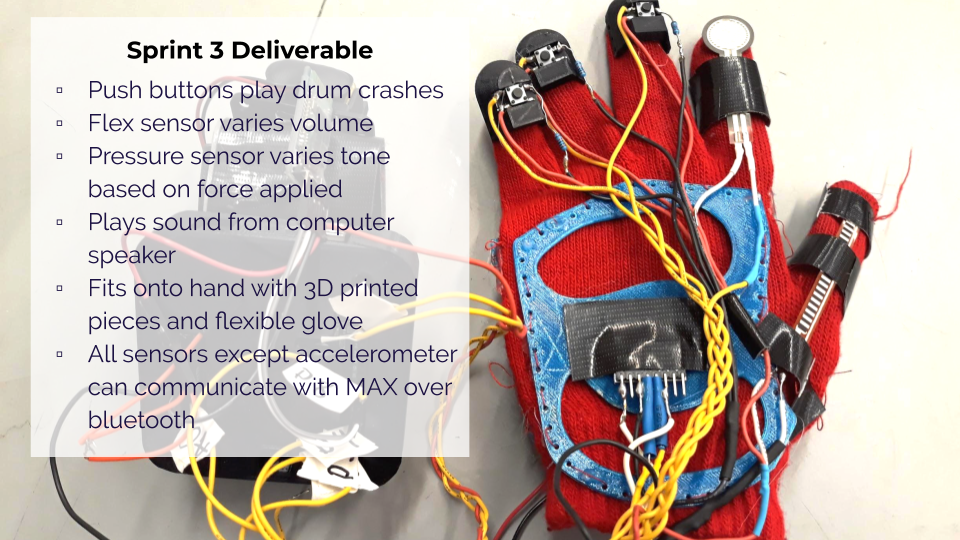 Sprint 3 Deliverable
▫ Push buttons play drum crashes
▫ Flex sensor varies volume
▫ Pressure sensor varies tone
based on force applied
▫ Plays sound from computer
speaker
▫ Fits onto hand with 3D printed
pieces and flexible glove
▫ All sensors except accelerometer
can communicate with MAX over
bluetooth